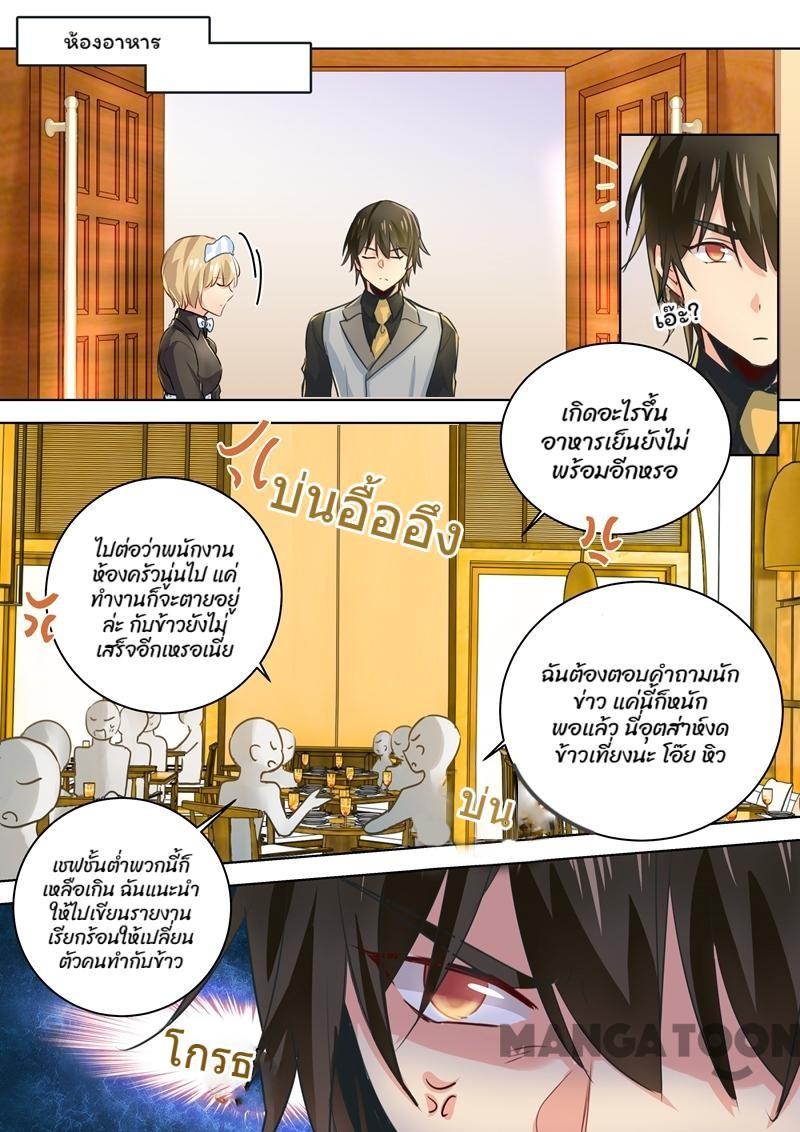 ห้องอาหาร
เอ๊ะ?
เกิดอะไรขึ้น
อาหารเย็นยังไม่
พร้อมอีกหรอ
บ่นอื้ออึง
ไปต่อว่าพนักงาน
ห้องครัวนู่นไป แค่
ทำงานก็จะตายอยู่
ล่ะ กับข้าวยังไม่
เสร็จอีกเหรอเนี่ย
ฉันต้องตอบคำถามนัก
ข่าว แค่นี้ก็หนัก
พอแล้ว นี่อุตส่าห์งด
ข้าวเที่ยงนะ โอ๊ย หิว
บ่น
เชฟชั้นต่ำพวกนี้ก็
เหลือเกิน ฉันแนะนำ
ให้ไปเขียนรายงาน
เรียกร้อนให้เปลี่ยน
ตัวคนทำกับข้าว
โกรธ
MANGATOON